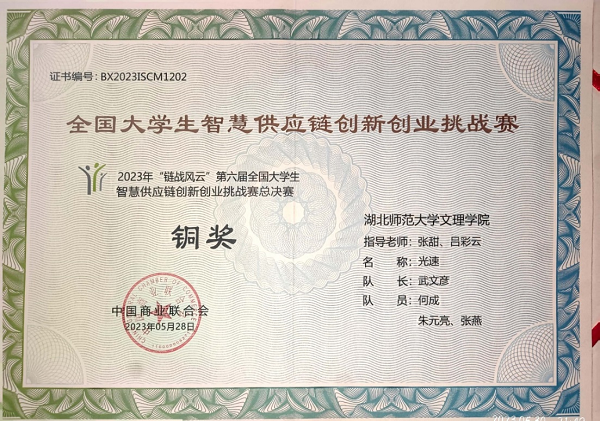 证书编号: BX2023ISCM1202
全国大学生智慧供应链创新创业挑战赛
2023年“链战风云”第六届全国大学生
智慧供应链创新创业挑战赛总决赛
铜奖
湖北师范大学文理学院
指导老师: 张甜、吕彩云
名 称: 光速
队 长: 武文彦
队 员: 何成
朱元亮、张燕
中国商业联合会
2023年05月28日